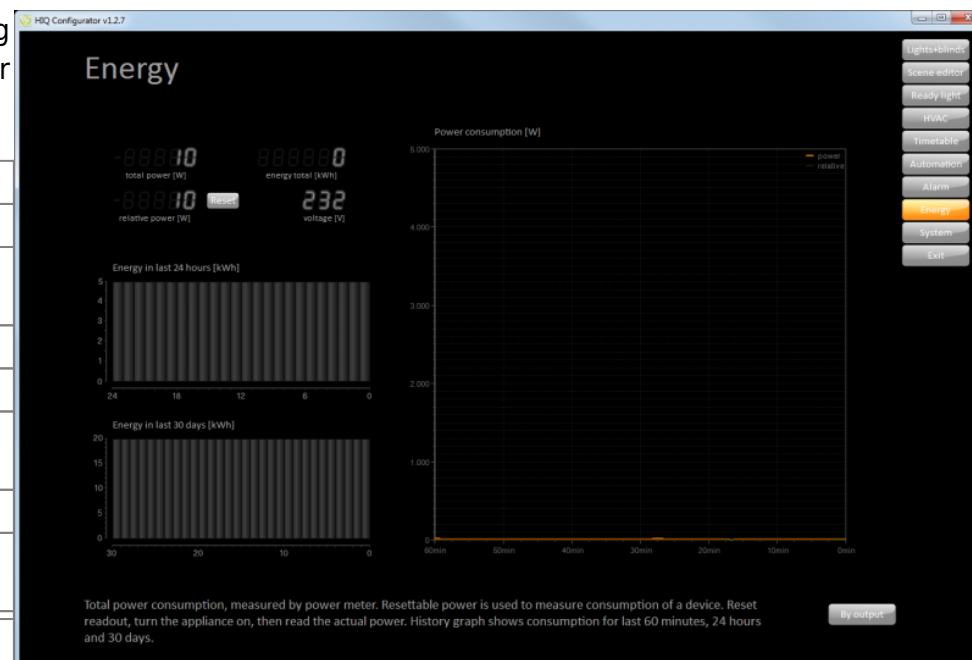 HIQ Configurator v1.2.7
g
r
Energy
Lights+blinds
Scene editor
Ready light
HVAC
Timetable
Automation
Alarm
Energy
System
Exit
10
total power [W]
0
energy total [kWh]
10
Reset
relative power [W]
232
voltage [V]
Energy in last 24 hours [kWh]
5
4
3
2
1
0
24 18 12 6 0
Energy in last 30 days [kWh]
20
15
10
5
0
30 20 10 0
Power consumption [W]
power
relative
5.000
4.000
3.000
2.000
1.000
0
60min 50min 40min 30min 20min 10min 0min
Total power consumption, measured by power meter. Resettable power is used to measure consumption of a device. Reset
readout, turn the appliance on, then read the actual power. History graph shows consumption for last 60 minutes, 24 hours
and 30 days.
By output